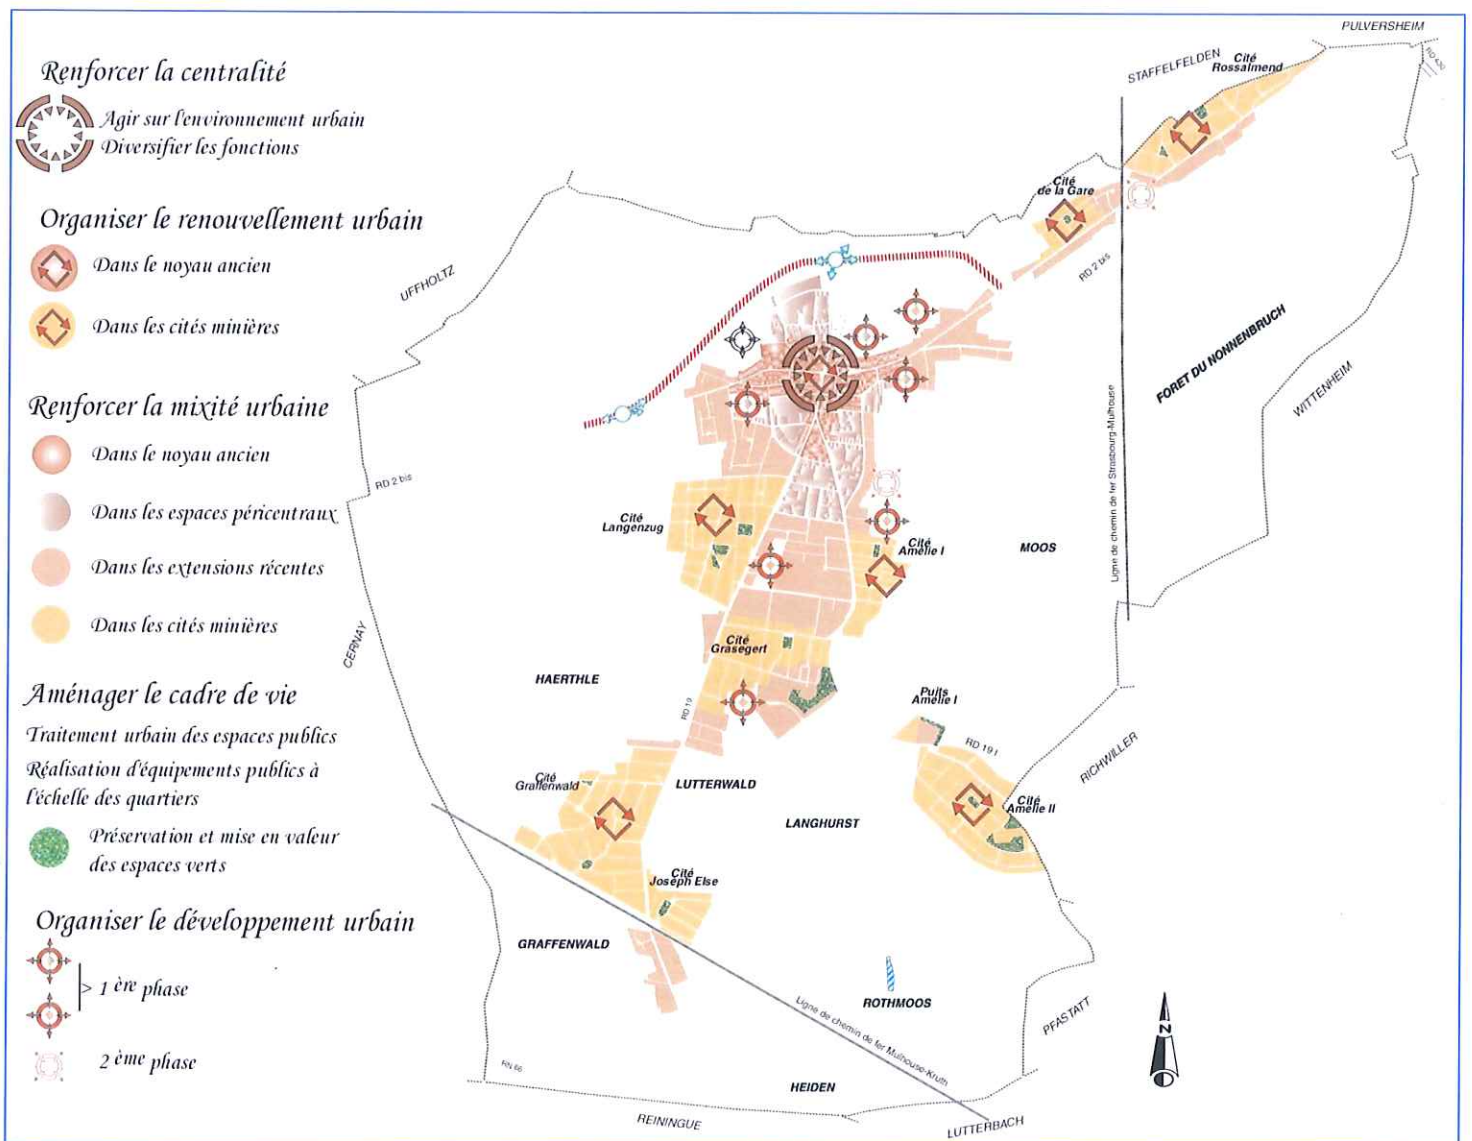 Renforcer la centralité
Agir sur l'environnement urbain
Diversifier les fonctions
Organiser le renouvellement urbain
Dans le noyau ancien
Dans les cités minières
Renforcer la mixité urbaine
Dans le noyau ancien
Dans les espaces péricentraux
Dans les extensions récentes
Dans les cités minières
Aménager le cadre de vie
Traitement urbain des espaces publics
Réalisation d'équipements publics à
l'échelle des quartiers
Préservation et mise en valeur
des espaces verts
Organiser le développement urbain
> 1 ère phase
2 ème phase
PULVERSHEIM
RD 430
STAFFELFELDEN
Cité
Rossalmend
Cité
de la Gare
RD 2 bis
UFFHOLTZ
FORET DU NONNENBRUCH
WITTENHEIM
Ligne de chemin de fer Strasbourg-Mulhouse
RD 2 bis
Cité
Langenzug
Cité
Amélie I
MOOS
CERNAY
Cité
Grasegert
HAERTHLE
RD 19
Puits
Amélie I
RD 191
RICHWILLER
Cité
Graffenwald
LUTTERWALD
LANGHURST
Cité
Amélie II
Cité
Joseph Else
GRAFFENWALD
ROTHMOOS
Ligne de chemin de fer Mulhouse-Kruth
PFASTATT
N
RN 66
HEIDEN
REININGUE
LUTTERBACH